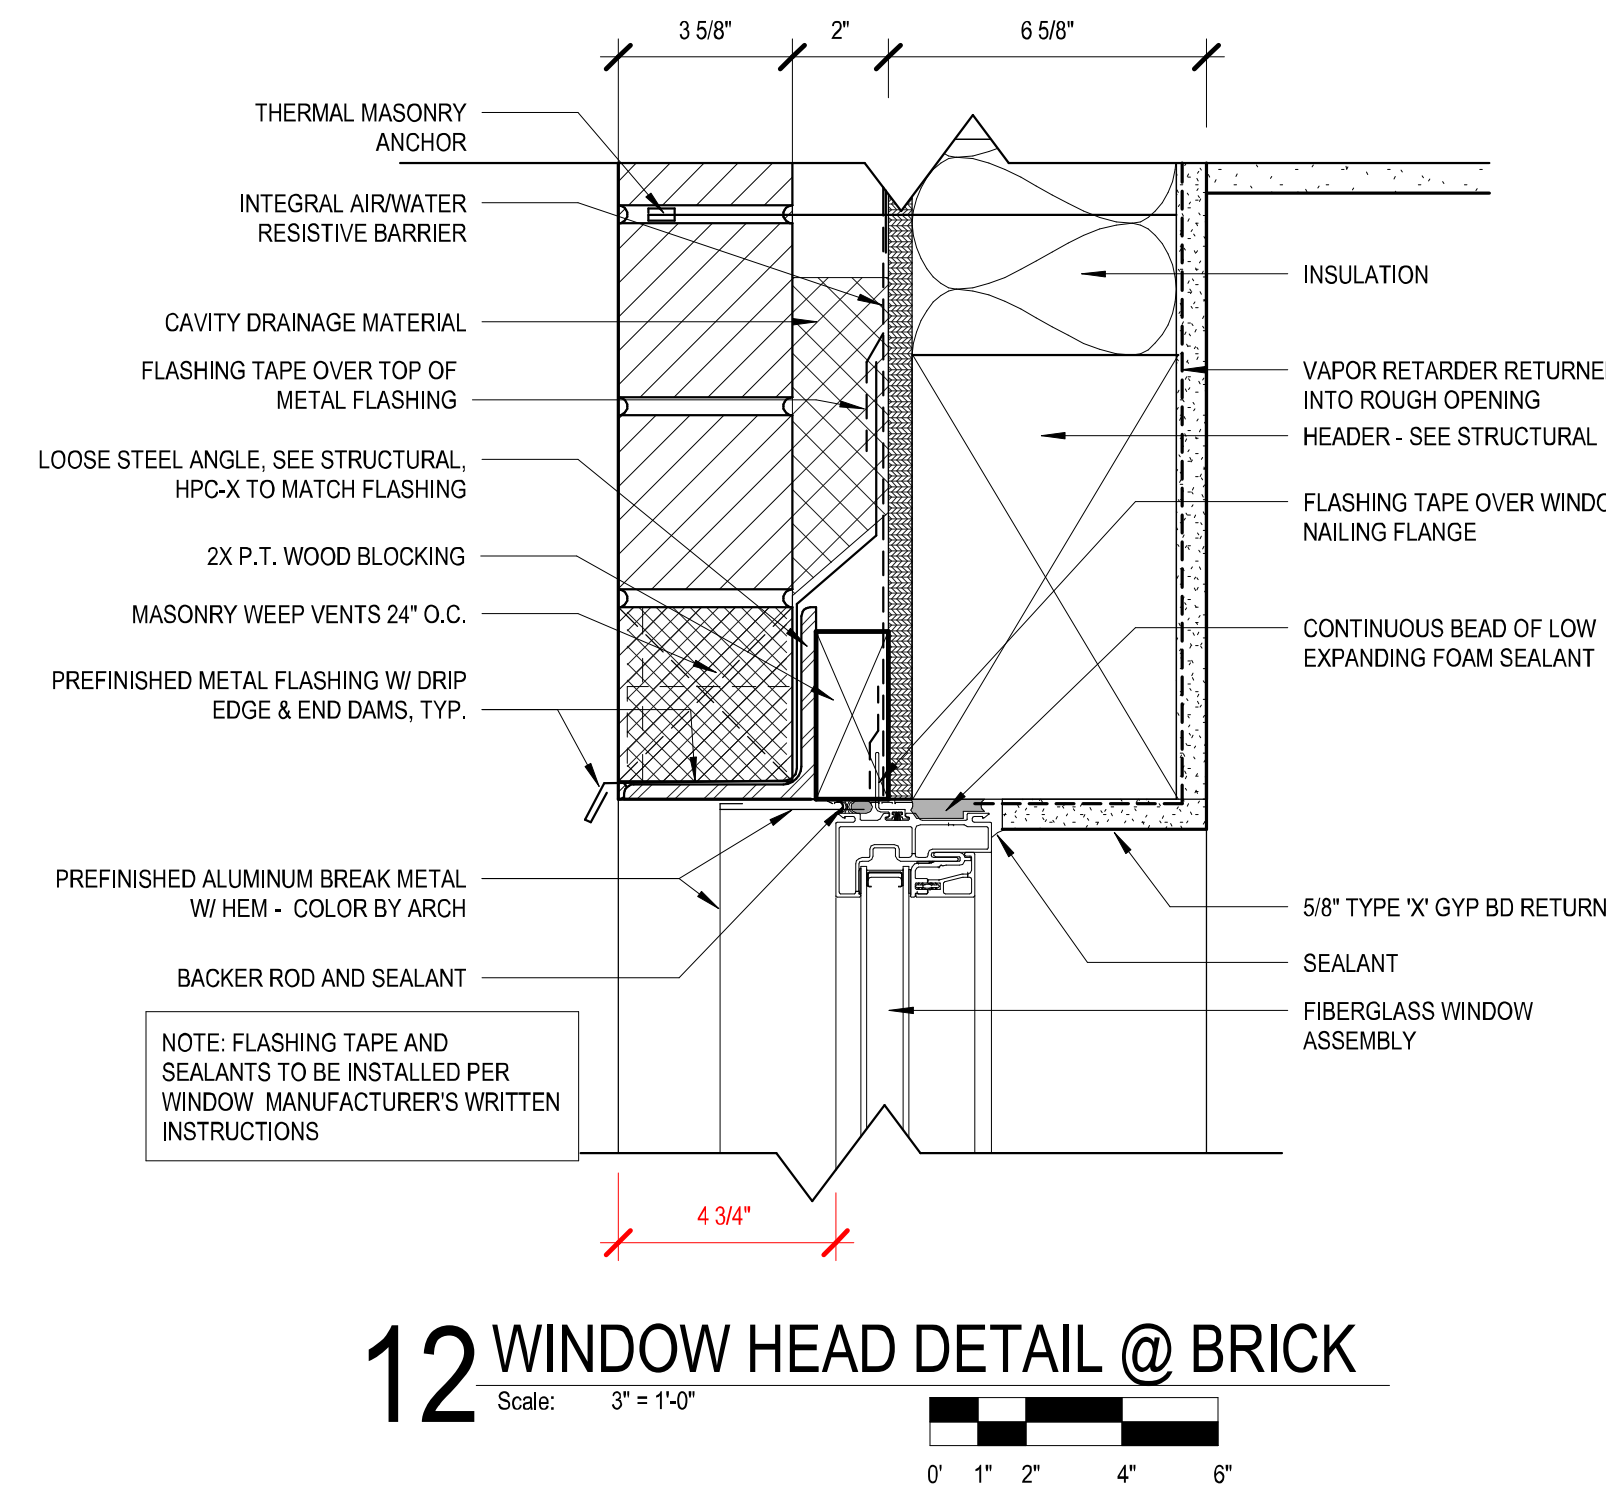 3 5/8"
2"
6 5/8"
THERMAL MASONRY
ANCHOR
INTEGRAL AIR/WATER
RESISTIVE BARRIER
CAVITY DRAINAGE MATERIAL
FLASHING TAPE OVER TOP OF
METAL FLASHING
LOOSE STEEL ANGLE, SEE STRUCTURAL,
HPC-X TO MATCH FLASHING
2X P.T. WOOD BLOCKING
MASONRY WEEP VENTS 24" O.C.
PREFINISHED METAL FLASHING W/ DRIP
EDGE & END DAMS, TYP.
PREFINISHED ALUMINUM BREAK METAL
W/ HEM - COLOR BY ARCH
BACKER ROD AND SEALANT
NOTE: FLASHING TAPE AND
SEALANTS TO BE INSTALLED PER
WINDOW MANUFACTURER'S WRITTEN
INSTRUCTIONS
INSULATION
VAPOR RETARDER RETURNE
INTO ROUGH OPENING
HEADER - SEE STRUCTURAL
FLASHING TAPE OVER WINDO
NAILING FLANGE
CONTINUOUS BEAD OF LOW
EXPANDING FOAM SEALANT
5/8" TYPE 'X' GYP BD RETURN
SEALANT
FIBERGLASS WINDOW
ASSEMBLY
4 3/4"
12 WINDOW HEAD DETAIL @ BRICK
Scale: 3" = 1'-0"
0' 1" 2" 4" 6"